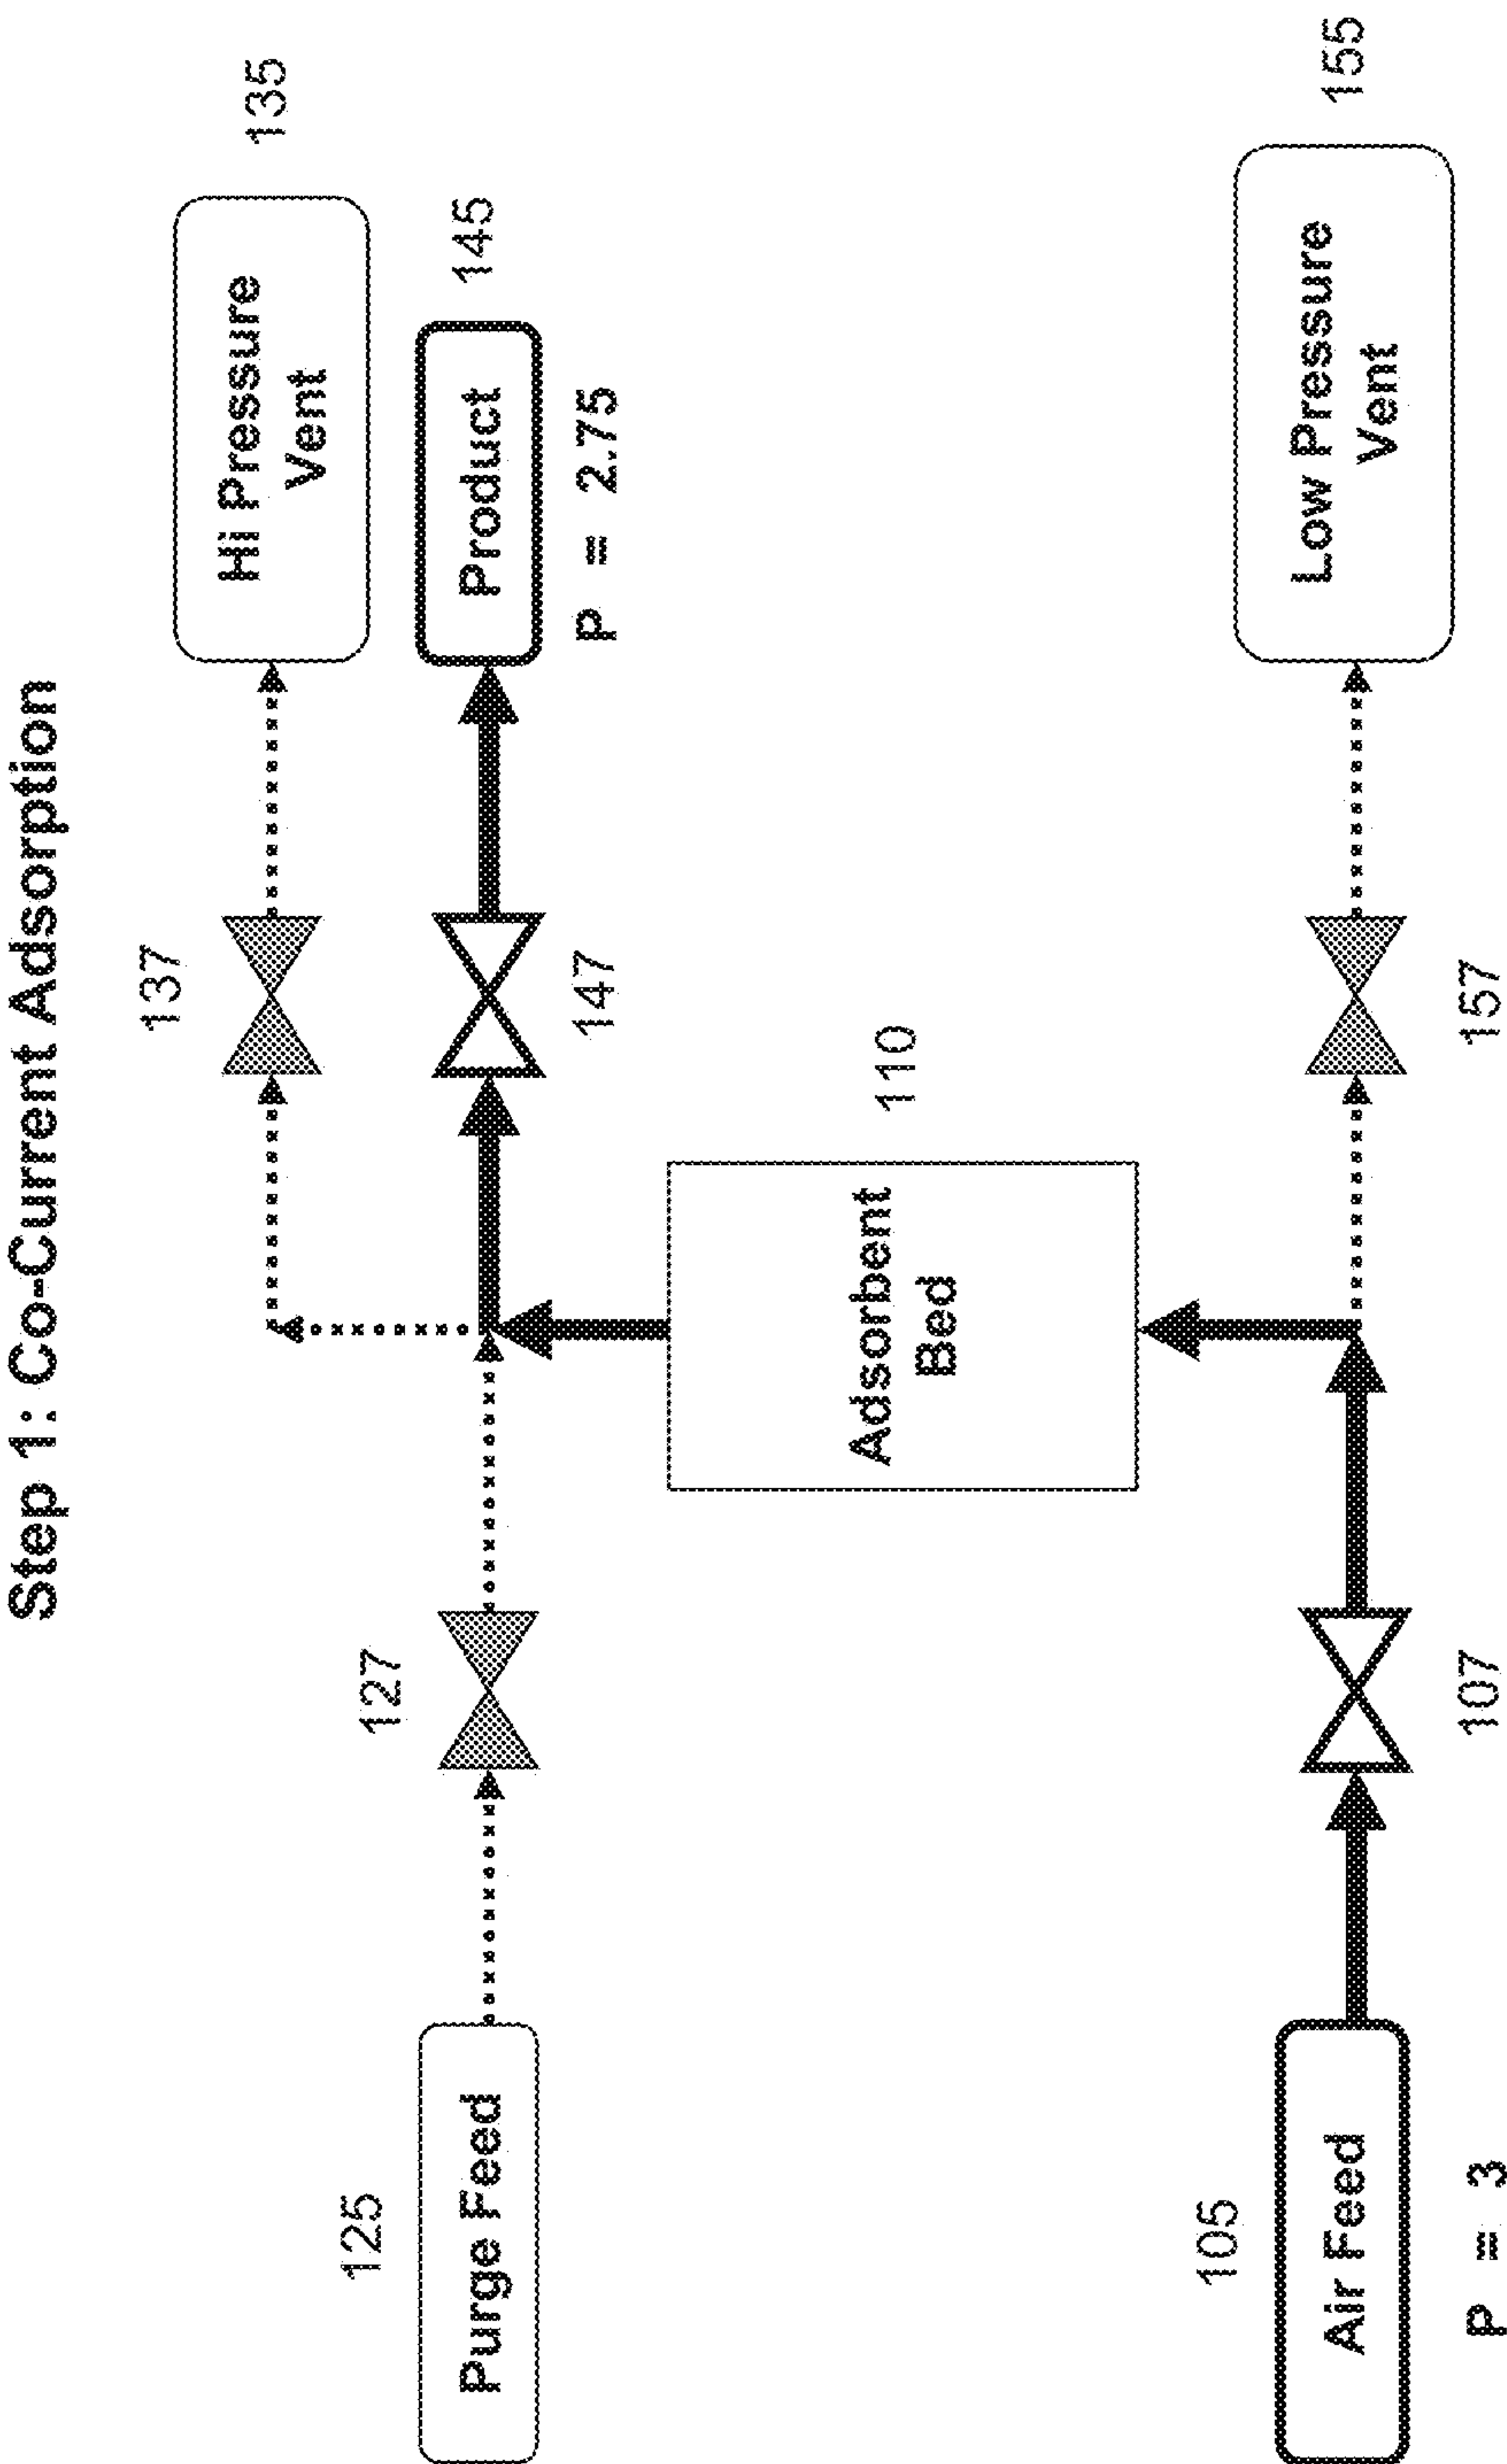 Step 1: Co-Current Adsorption
135
Hi Pressure
Vent
137
125
Purge Feed
127
147
Product
145
P = 2.75
Adsorbent
Bed
110
105
Air Feed
P = 3
107
157
Low Pressure
Vent
155